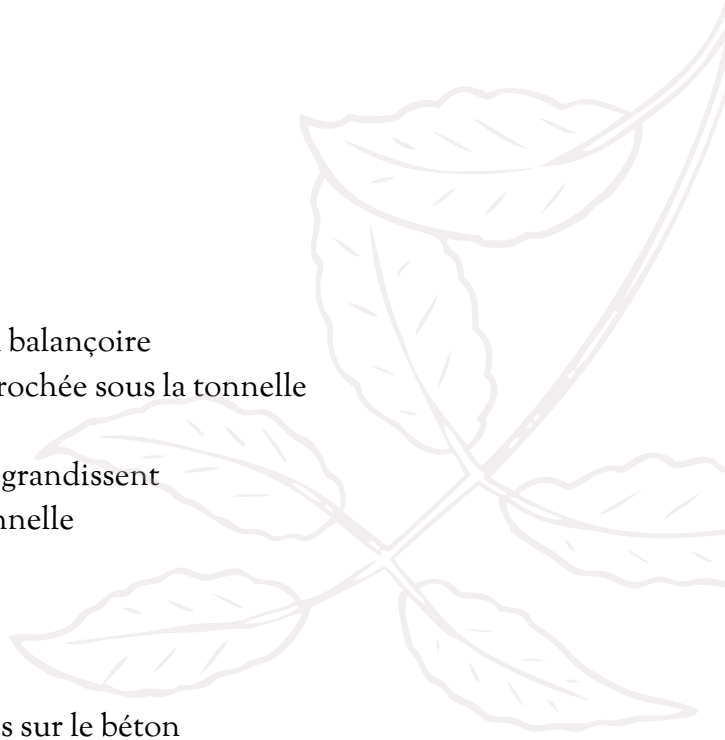 balançoire
rochée sous la tonnelle
grandissent
nnelle
s sur le béton